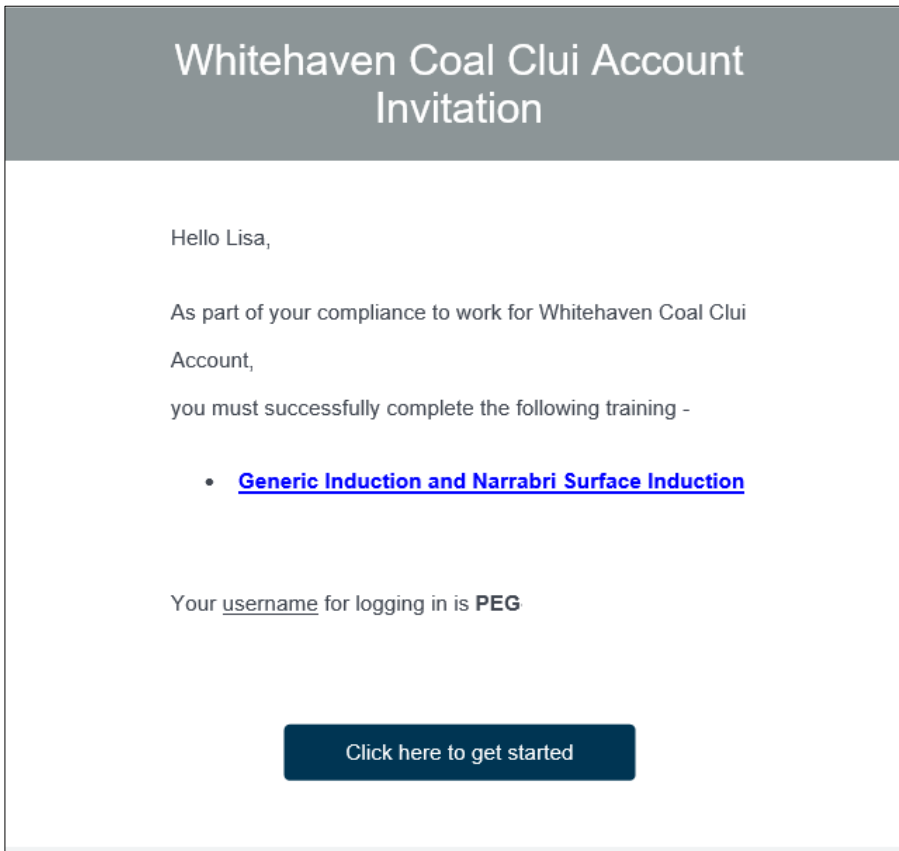 Whitehaven Coal Clui Account
Invitation
Hello Lisa,
As part of your compliance to work for Whitehaven Coal Clui
Account,
you must successfully complete the following training -
• Generic Induction and Narrabri Surface Induction
Your username for logging in is PEG
Click here to get started